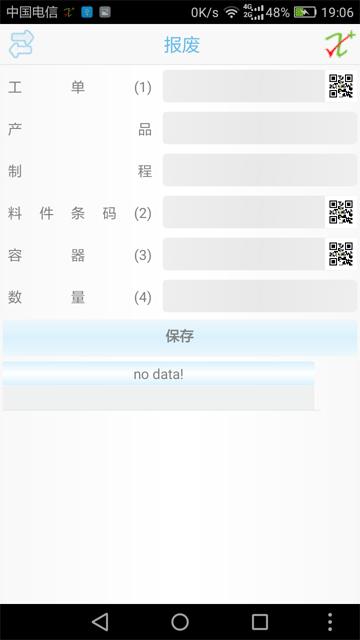 中国电信 0K/s 4G 2G 48% 19:06
报废
工单(1)
产品
制程
料件条码(2)
容器(3)
数量(4)
保存
no data!